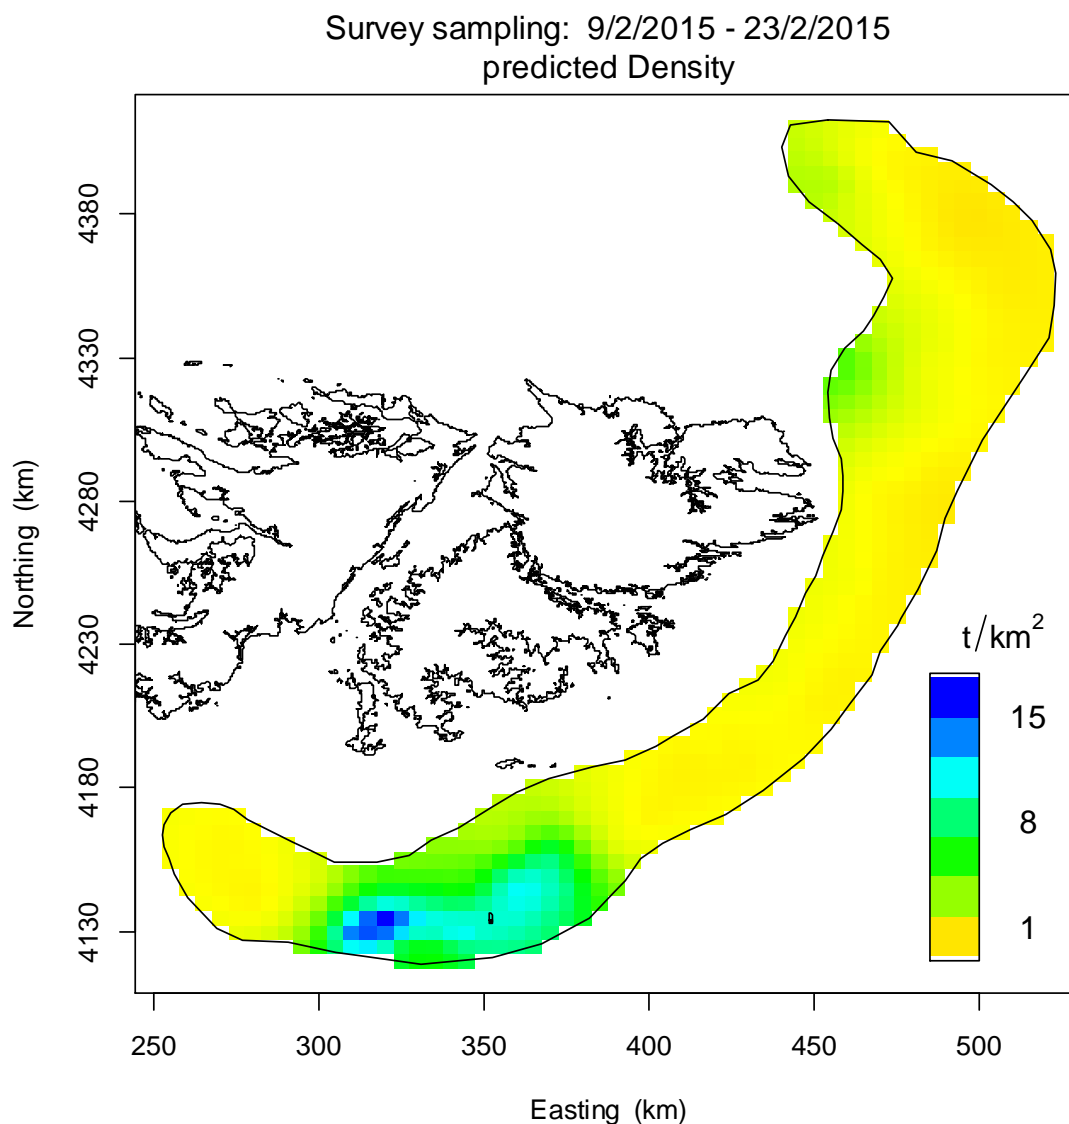 Survey sampling: 9/2/2015 - 23/2/2015
predicted Density
4380
4330
4280
4230
4180
4130
Northing (km)
t/km²
15
8
1
250 300 350 400 450 500
Easting (km)